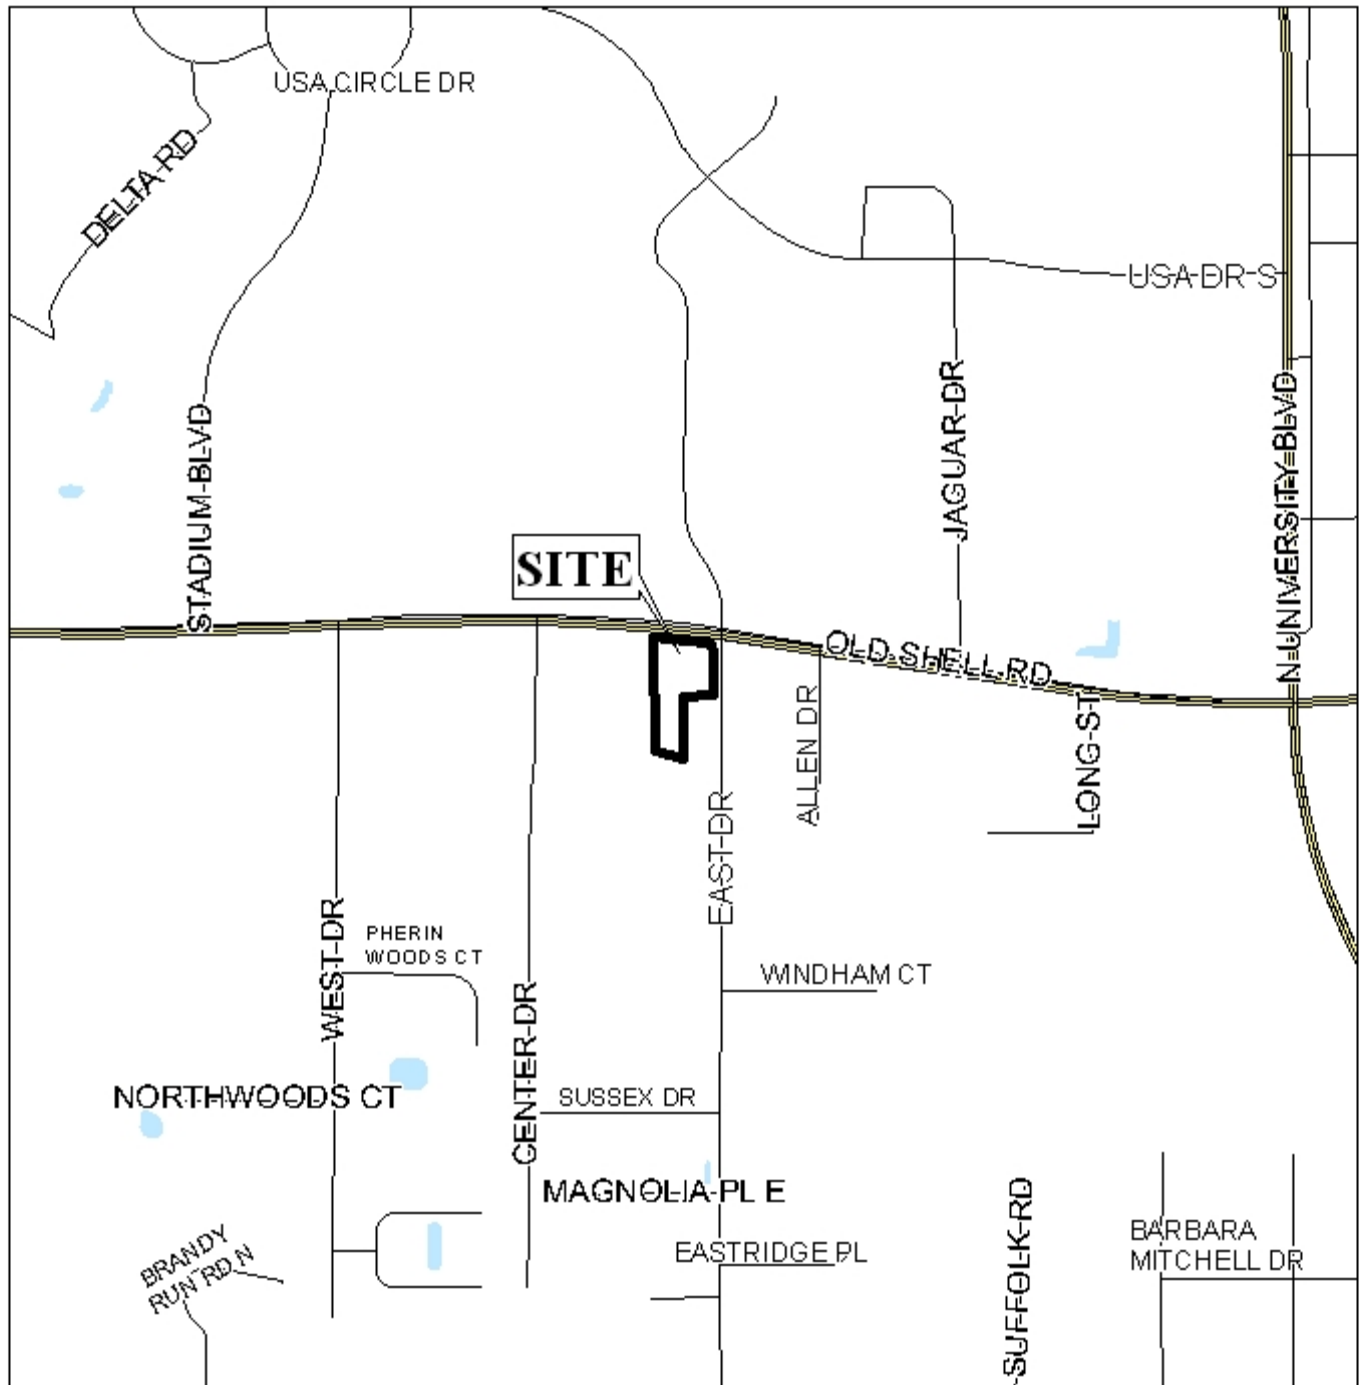 USA CIRCLE DR
DELTA RD
USA DR S
STADIUM BLVD
JAGUAR DR
N UNIVERSITY BLVD
SITE
OLD SHELL RD
ALLEN DR
LONG ST
EAST DR
WEST DR
PHERIN
WOODS CT
WINDHAM CT
CENTER DR
NORTHWOODS CT
SUSSEX DR
MAGNOLIA PL E
BRANDY
RUN RD N
EASTRIDGE PL
SUFFOLK RD
BARBARA
MITCHELL DR